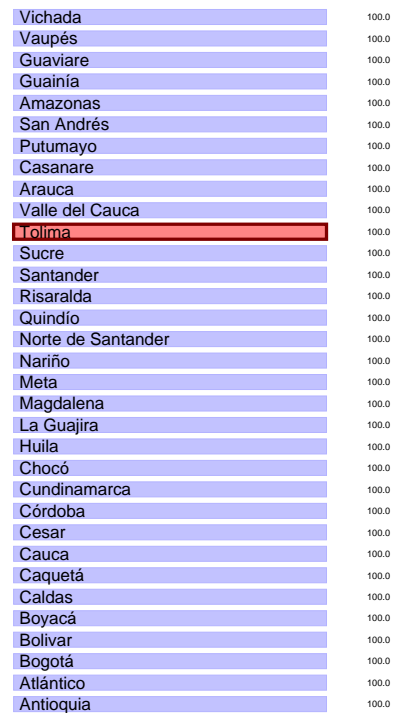 Vichada 100.0
Vaupés 100.0
Guaviare 100.0
Guainía 100.0
Amazonas 100.0
San Andrés 100.0
Putumayo 100.0
Casanare 100.0
Arauca 100.0
Valle del Cauca 100.0
Tolima 100.0
Sucre 100.0
Santander 100.0
Risaralda 100.0
Quindío 100.0
Norte de Santander 100.0
Nariño 100.0
Meta 100.0
Magdalena 100.0
La Guajira 100.0
Huila 100.0
Chocó 100.0
Cundinamarca 100.0
Córdoba 100.0
Cesar 100.0
Cauca 100.0
Caquetá 100.0
Caldas 100.0
Boyacá 100.0
Bolivar 100.0
Bogotá 100.0
Atlántico 100.0
Antioquia 100.0